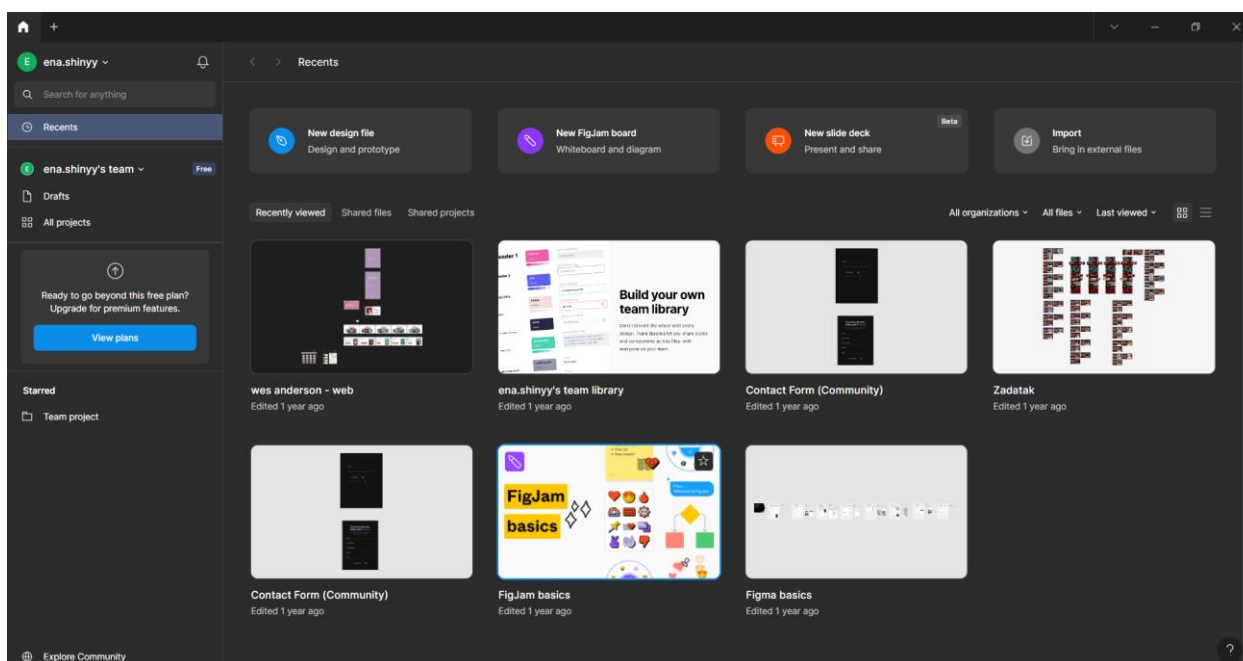 E ena.shinyy
Search for anything
Recents
E ena.shinyy's team Free
Drafts
All projects
Ready to go beyond this free plan?
Upgrade for premium features.
View plans
Starred
Team project
Explore Community
Recents
New design file
Design and prototype
New FigJam board
Whiteboard and diagram
Beta
New slide deck
Present and share
Import
Bring in external files
Recently viewed Shared files Shared projects
All organizations All files Last viewed
Build your own
team library
wes anderson - web
Edited 1 year ago
ena.shinyy's team library
Edited 1 year ago
Contact Form (Community)
Edited 1 year ago
Zadatak
Edited 1 year ago
FigJam
basics
Contact Form (Community)
Edited 1 year ago
FigJam basics
Edited 1 year ago
Figma basics
Edited 1 year ago
?